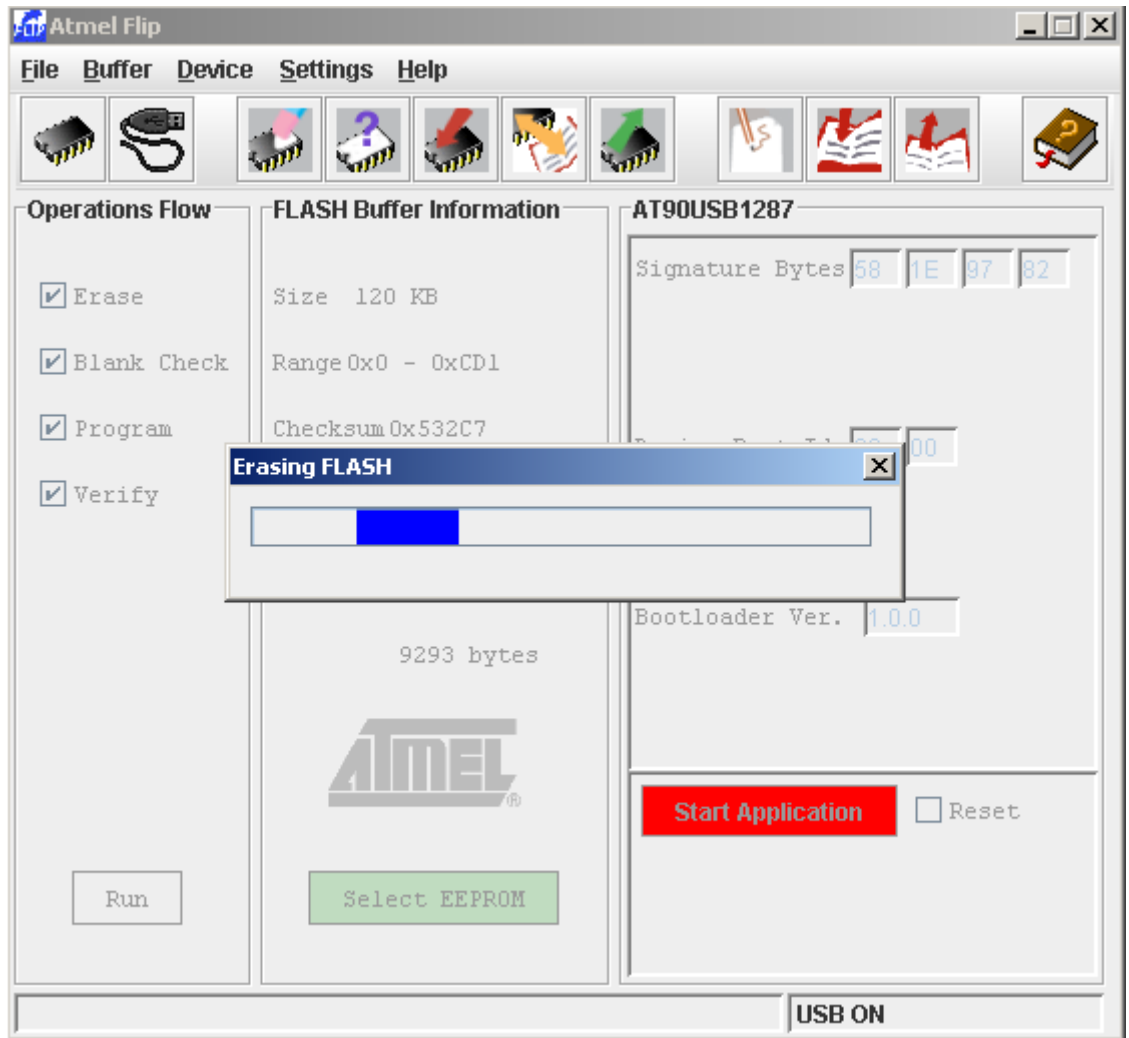 Atmel Flip
File Buffer Device Settings Help
Operations Flow
Erase
Blank Check
Program
Verify
Run
FLASH Buffer Information
Size 120 KB
Range 0x0 - 0xCD1
Checksum 0x532C7
9293 bytes
ATMEL
Select EEPROM
AT90USB1287
Signature Bytes 58 1E 97 82
00
Bootloader Ver. 1.0.0
Start Application Reset
Erasing FLASH
USB ON